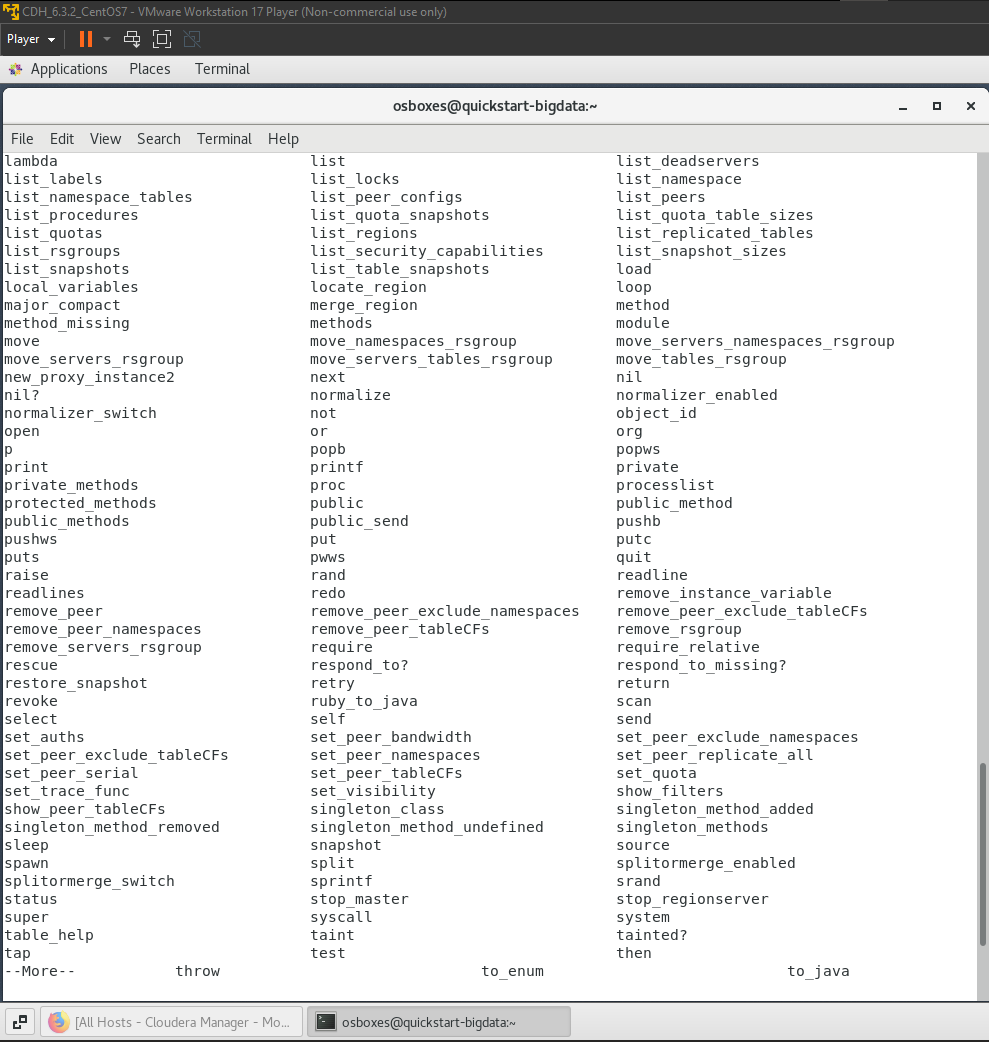 CDH_6.3.2_CentOS7 - VMware Workstation 17 Player (Non-commercial use only)
Player
Applications Places Terminal
osboxes@quickstart-bigdata:~
File Edit View Search Terminal Help
lambda list list_deadservers
list_labels list_locks list_namespace
list_namespace_tables list_peer_configs list_peers
list_procedures list_quota_snapshots list_quota_table_sizes
list_quotas list_regions list_replicated_tables
list_rsgroups list_security_capabilities list_snapshot_sizes
list_snapshots list_table_snapshots load
local_variables locate_region loop
major_compact merge_region method
method_missing methods module
move move_namespaces_rsgroup move_servers_namespaces_rsgroup
move_servers_rsgroup move_servers_tables_rsgroup move_tables_rsgroup
new_proxy_instance2 next nil
nil? normalize normalizer_enabled
normalizer_switch not object_id
open or org
p popb popws
print printf private
private_methods proc processlist
protected_methods public public_method
public_methods public_send pushb
pushws put putc
puts pwws quit
raise rand readline
readlines redo remove_instance_variable
remove_peer remove_peer_exclude_namespaces remove_peer_exclude_tableCFs
remove_peer_namespaces remove_peer_tableCFs remove_rsgroup
remove_servers_rsgroup require require_relative
rescue respond_to? respond_to_missing?
restore_snapshot retry return
revoke ruby_to_java scan
select self send
set_auths set_peer_bandwidth set_peer_exclude_namespaces
set_peer_exclude_tableCFs set_peer_namespaces set_peer_replicate_all
set_peer_serial set_peer_tableCFs set_quota
set_trace_func set_visibility show_filters
show_peer_tableCFs singleton_class singleton_method_added
singleton_method_removed singleton_method_undefined singleton_methods
sleep snapshot source
spawn split splitormerge_enabled
splitormerge_switch sprintf srand
status stop_master stop_regionserver
super syscall system
table_help taint tainted?
tap test then
--More-- throw to_enum to_java
[All Hosts - Cloudera Manager - Mo... osboxes@quickstart-bigdata:~